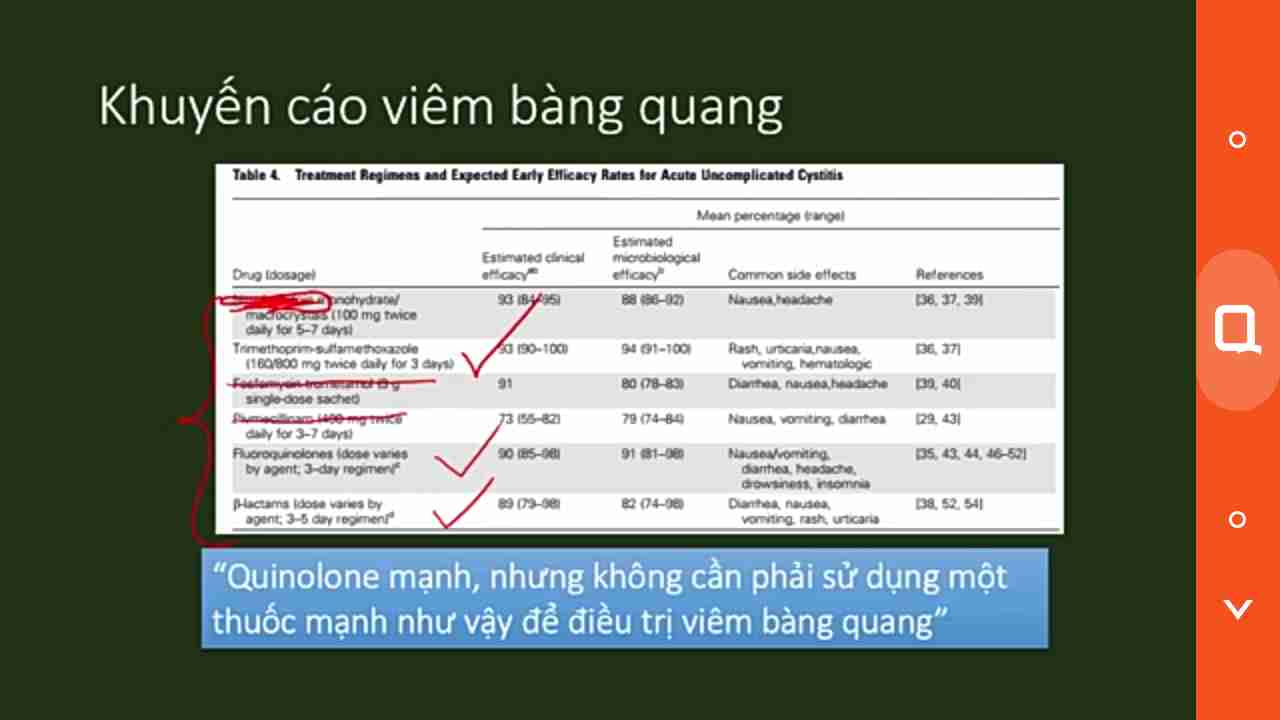 Khuyến cáo viêm bàng quang
Table 4. Treatment Regimens and Expected Early Efficacy Rates for Acute Uncomplicated Cystitis
Mean percentage (range)
Drug (dosage)
Estimated clinical
efficacy
Estimated
microbiological
efficacy
Common side effects
References
monohydrate/
macrocrystals (100 mg twice
daily for 5–7 days)
93 (84–95)
88 (86–92)
Nausea,headache
[36, 37, 39]
Trimethoprim-sulfamethoxazole
(160/800 mg twice daily for 3 days)
93 (90–100)
94 (91–100)
Rash, urticaria,nausea,
vomiting, hematologic
[36, 37]
Fosfomycin trometamol (3 g
single-dose sachet)
91
80 (78–83)
Diarrhea, nausea,headache
[39, 40]
Pivmecillinam (400 mg twice
daily for 3–7 days)
73 (55–82)
79 (74–84)
Nausea, vomiting, diarrhea
[29, 43]
Fluoroquinolones (dose varies
by agent; 3-day regimen)c
90 (85–98)
91 (81–98)
Nausea/vomiting,
diarrhea, headache,
drowsiness, insomnia
[35, 43, 44, 46–52]
β-lactams (dose varies by
agent; 3–5 day regimen)d
89 (79–98)
82 (74–98)
Diarrhea, nausea,
vomiting, rash, urticaria
[38, 52, 54]
“Quinolone mạnh, nhưng không cần phải sử dụng một
thuốc mạnh như vậy để điều trị viêm bàng quang”